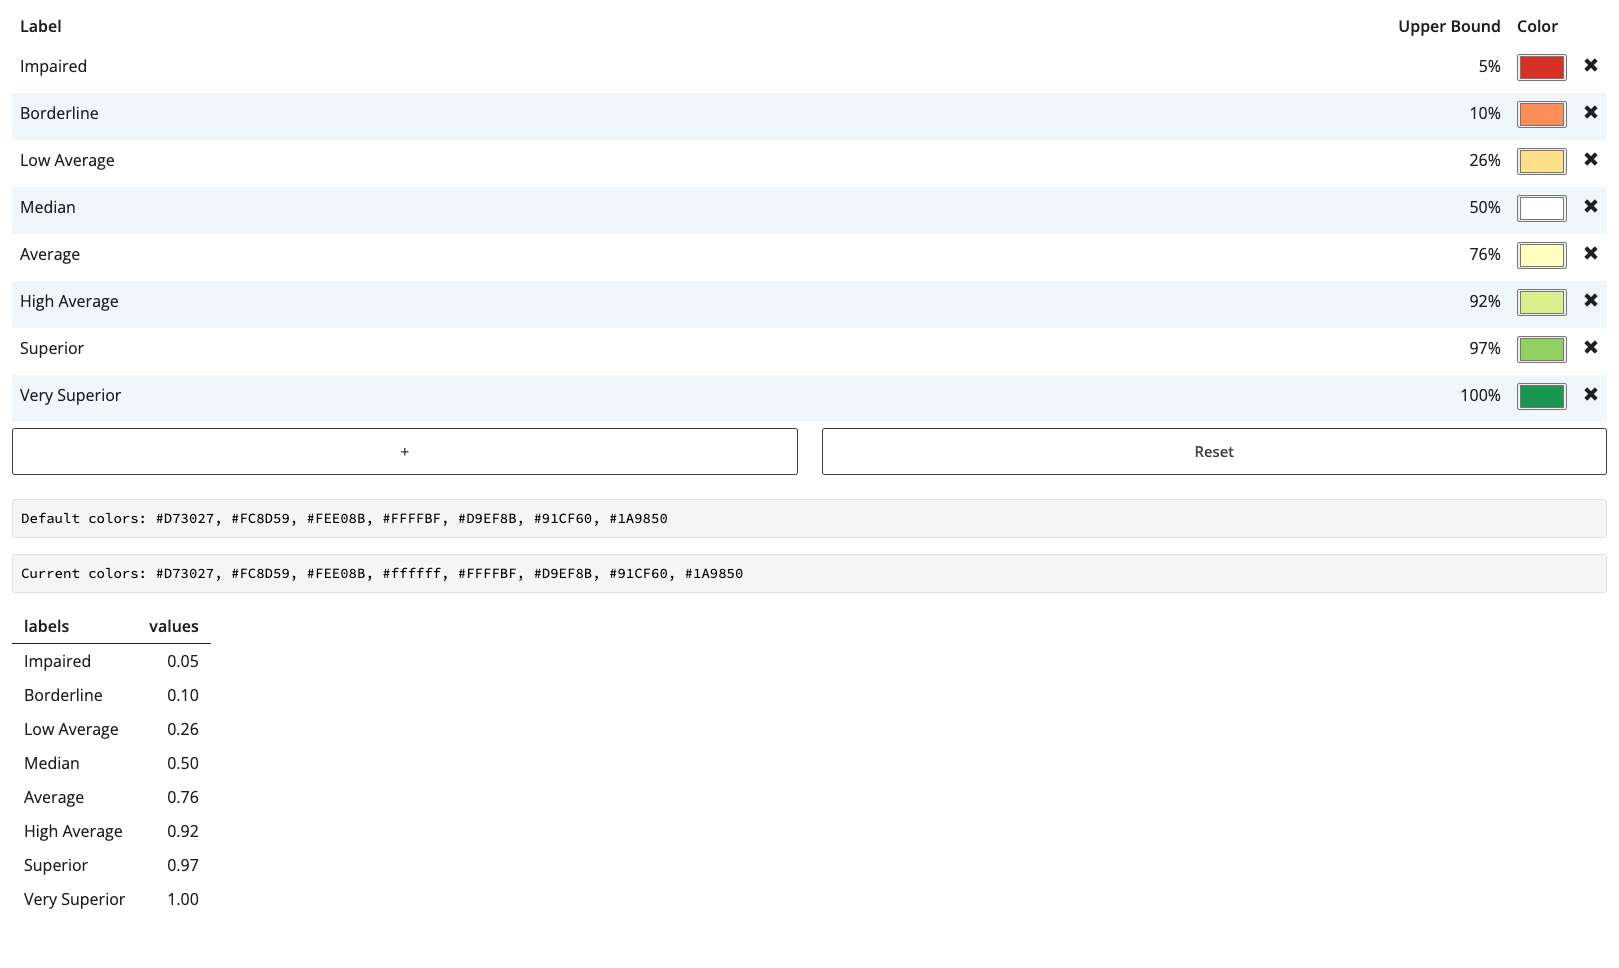 Label Upper Bound Color
Impaired 5% ✖
Borderline 10% ✖
Low Average 26% ✖
Median 50% ✖
Average 76% ✖
High Average 92% ✖
Superior 97% ✖
Very Superior 100% ✖
+ Reset
Default colors: #D73027, #FC8D59, #FEE08B, #FFFFBF, #D9EF8B, #91CF60, #1A9850
Current colors: #D73027, #FC8D59, #FEE08B, #ffffff, #FFFFBF, #D9EF8B, #91CF60, #1A9850
labels values
Impaired 0.05
Borderline 0.10
Low Average 0.26
Median 0.50
Average 0.76
High Average 0.92
Superior 0.97
Very Superior 1.00